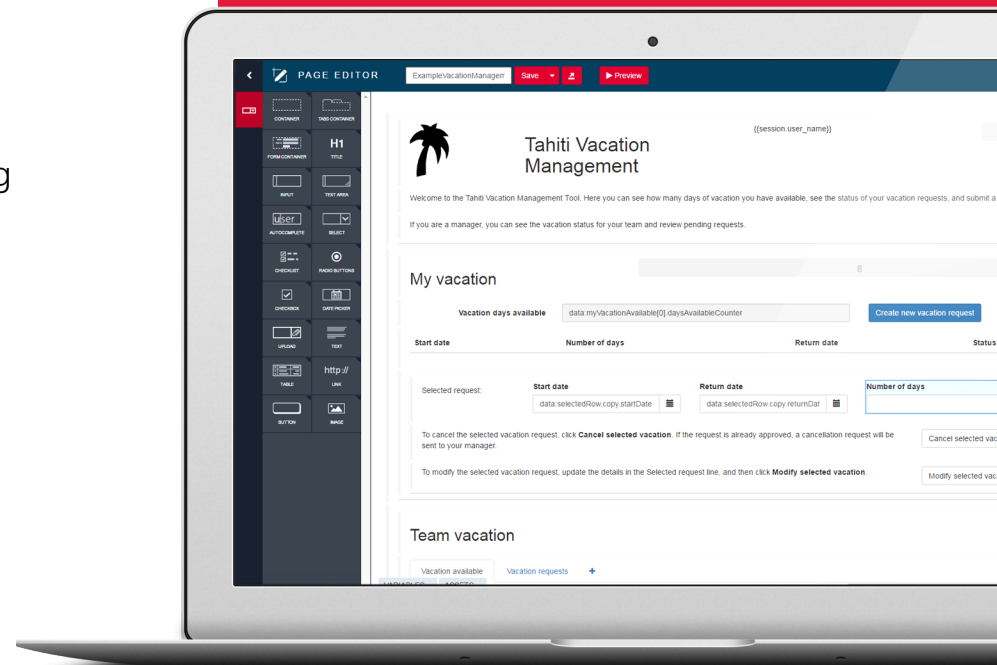 g
PAGE EDITOR
ExampleVacationManagem
Save
Preview
CONTAINER
TABS CONTAINER
FORM CONTAINER
H1
TITLE
INPUT
TEXT AREA
user
AUTOCOMPLETE
SELECT
CHECKLIST
RADIO BUTTONS
CHECKBOX
DATE PICKER
UPLOAD
TEXT
TABLE
http://
LINK
BUTTON
IMAGE
{{session.user_name}}
Tahiti Vacation
Management
Welcome to the Tahiti Vacation Management Tool. Here you can see how many days of vacation you have available, see the status of your vacation requests, and submit a
If you are a manager, you can see the vacation status for your team and review pending requests.
My vacation
Vacation days available
data:myVacationAvailable[0].daysAvailableCounter
Create new vacation request
Start date
Number of days
Return date
Status
Selected request:
Start date
Return date
Number of days
data:selectedRow.copy.startDate
data:selectedRow.copy.returnDat
To cancel the selected vacation request, click Cancel selected vacation. If the request is already approved, a cancellation request will be
sent to your manager.
Cancel selected vac
To modify the selected vacation request, update the details in the Selected request line, and then click Modify selected vacation.
Modify selected vaca
Team vacation
Vacation available
Vacation requests
+